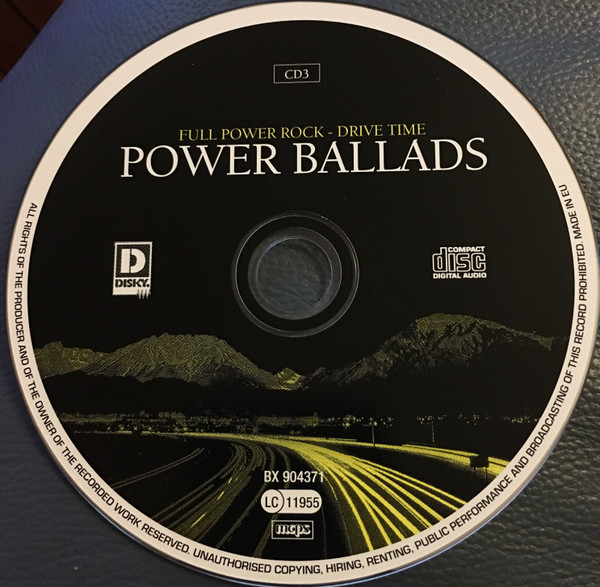 CD3
FULL POWER ROCK - DRIVE TIME
POWER BALLADS
D
DISKY
COMPACT
disc
DIGITAL AUDIO
BX 904371
LC 11955
mcps
ALL RIGHTS OF THE PRODUCER AND OF THE OWNER OF THE RECORDED WORK RESERVED. UNAUTHORISED COPYING, HIRING, RENTING, PUBLIC PERFORMANCE AND BROADCASTING OF THIS RECORD PROHIBITED. MADE IN EU